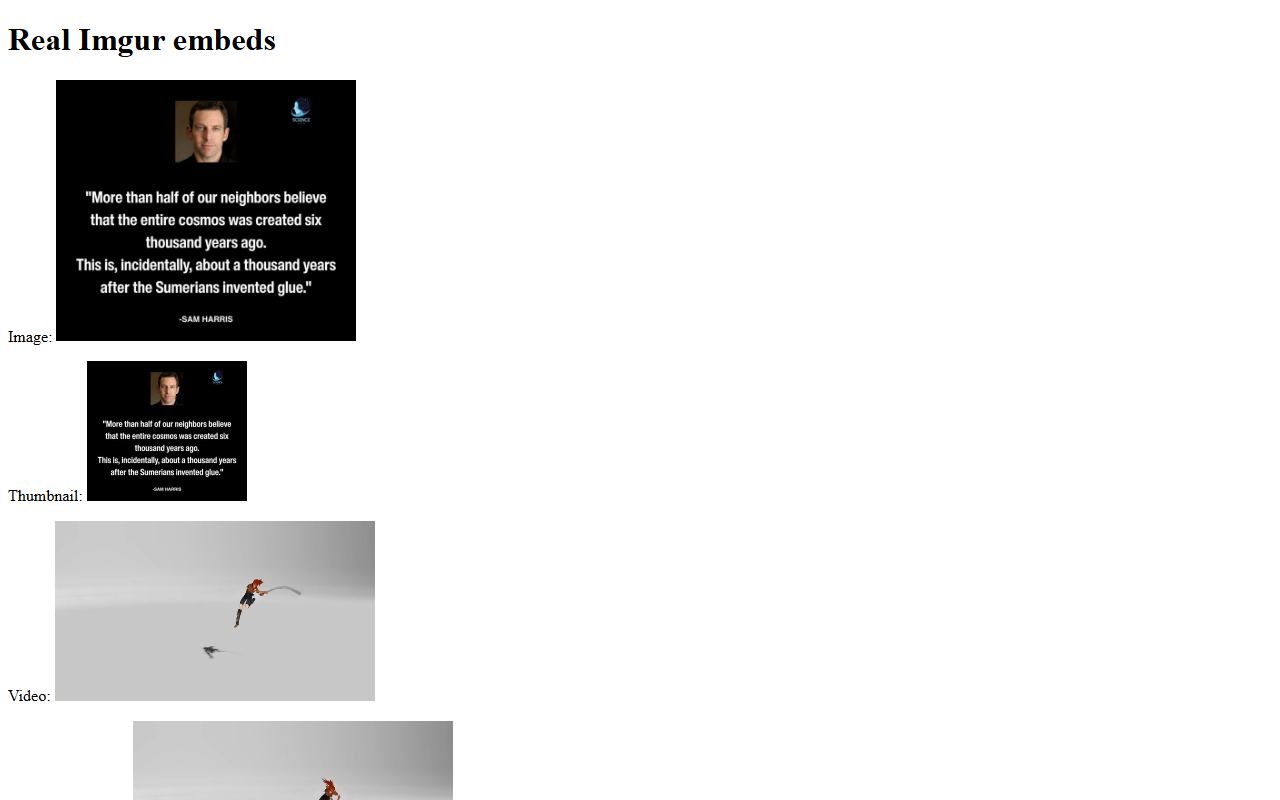 Real Imgur embeds
SCIENCE
"More than half of our neighbors believe
that the entire cosmos was created six
thousand years ago.
This is, incidentally, about a thousand years
after the Sumerians invented glue."
-SAM HARRIS
Image:
"More than half of our neighbors believe
that the entire cosmos was created six
thousand years ago.
This is, incidentally, about a thousand years
after the Sumerians invented glue."
-SAM HARRIS
Thumbnail:
Video: